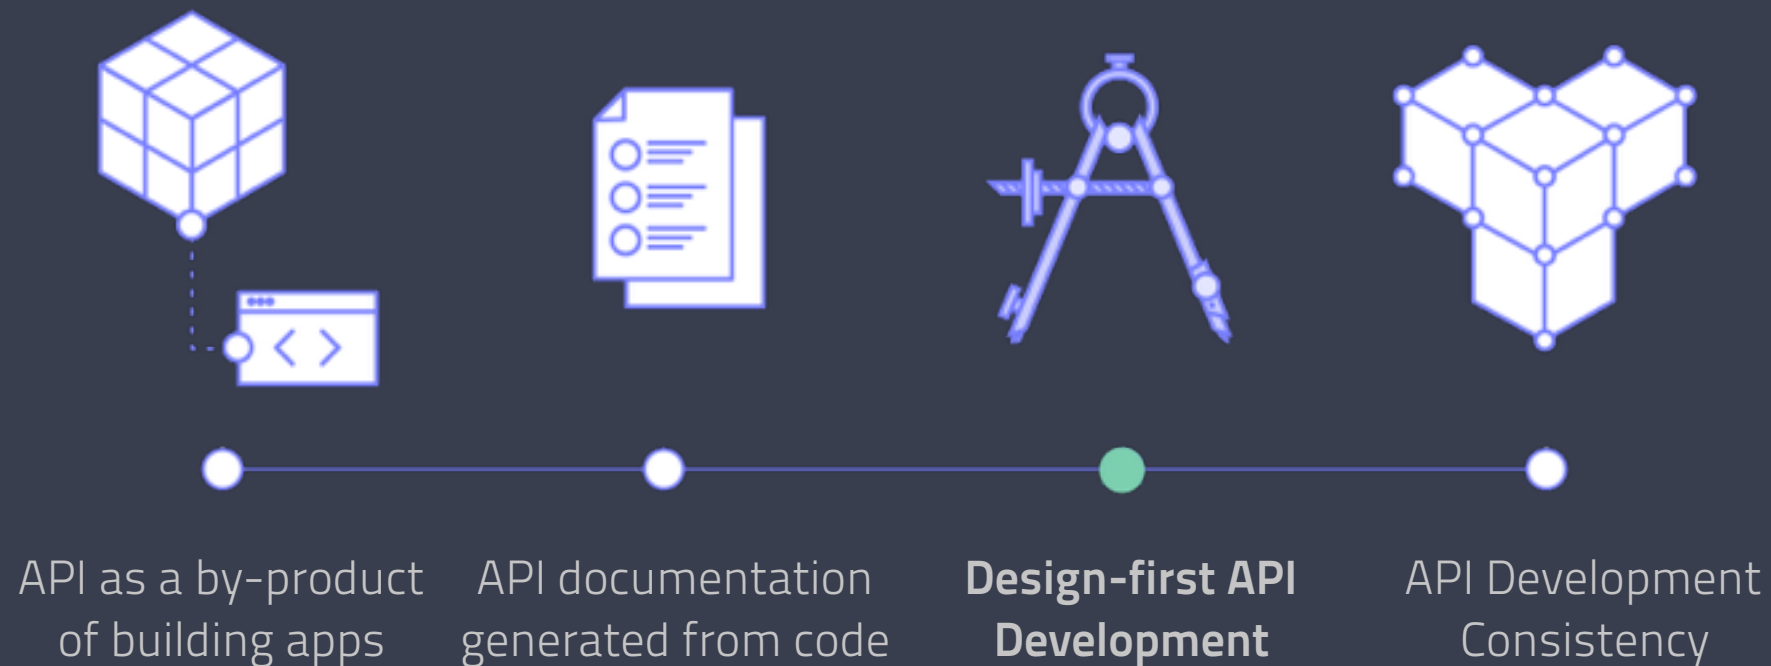 API as a by-product
of building apps
API documentation
generated from code
Design-first API
Development
API Development
Consistency